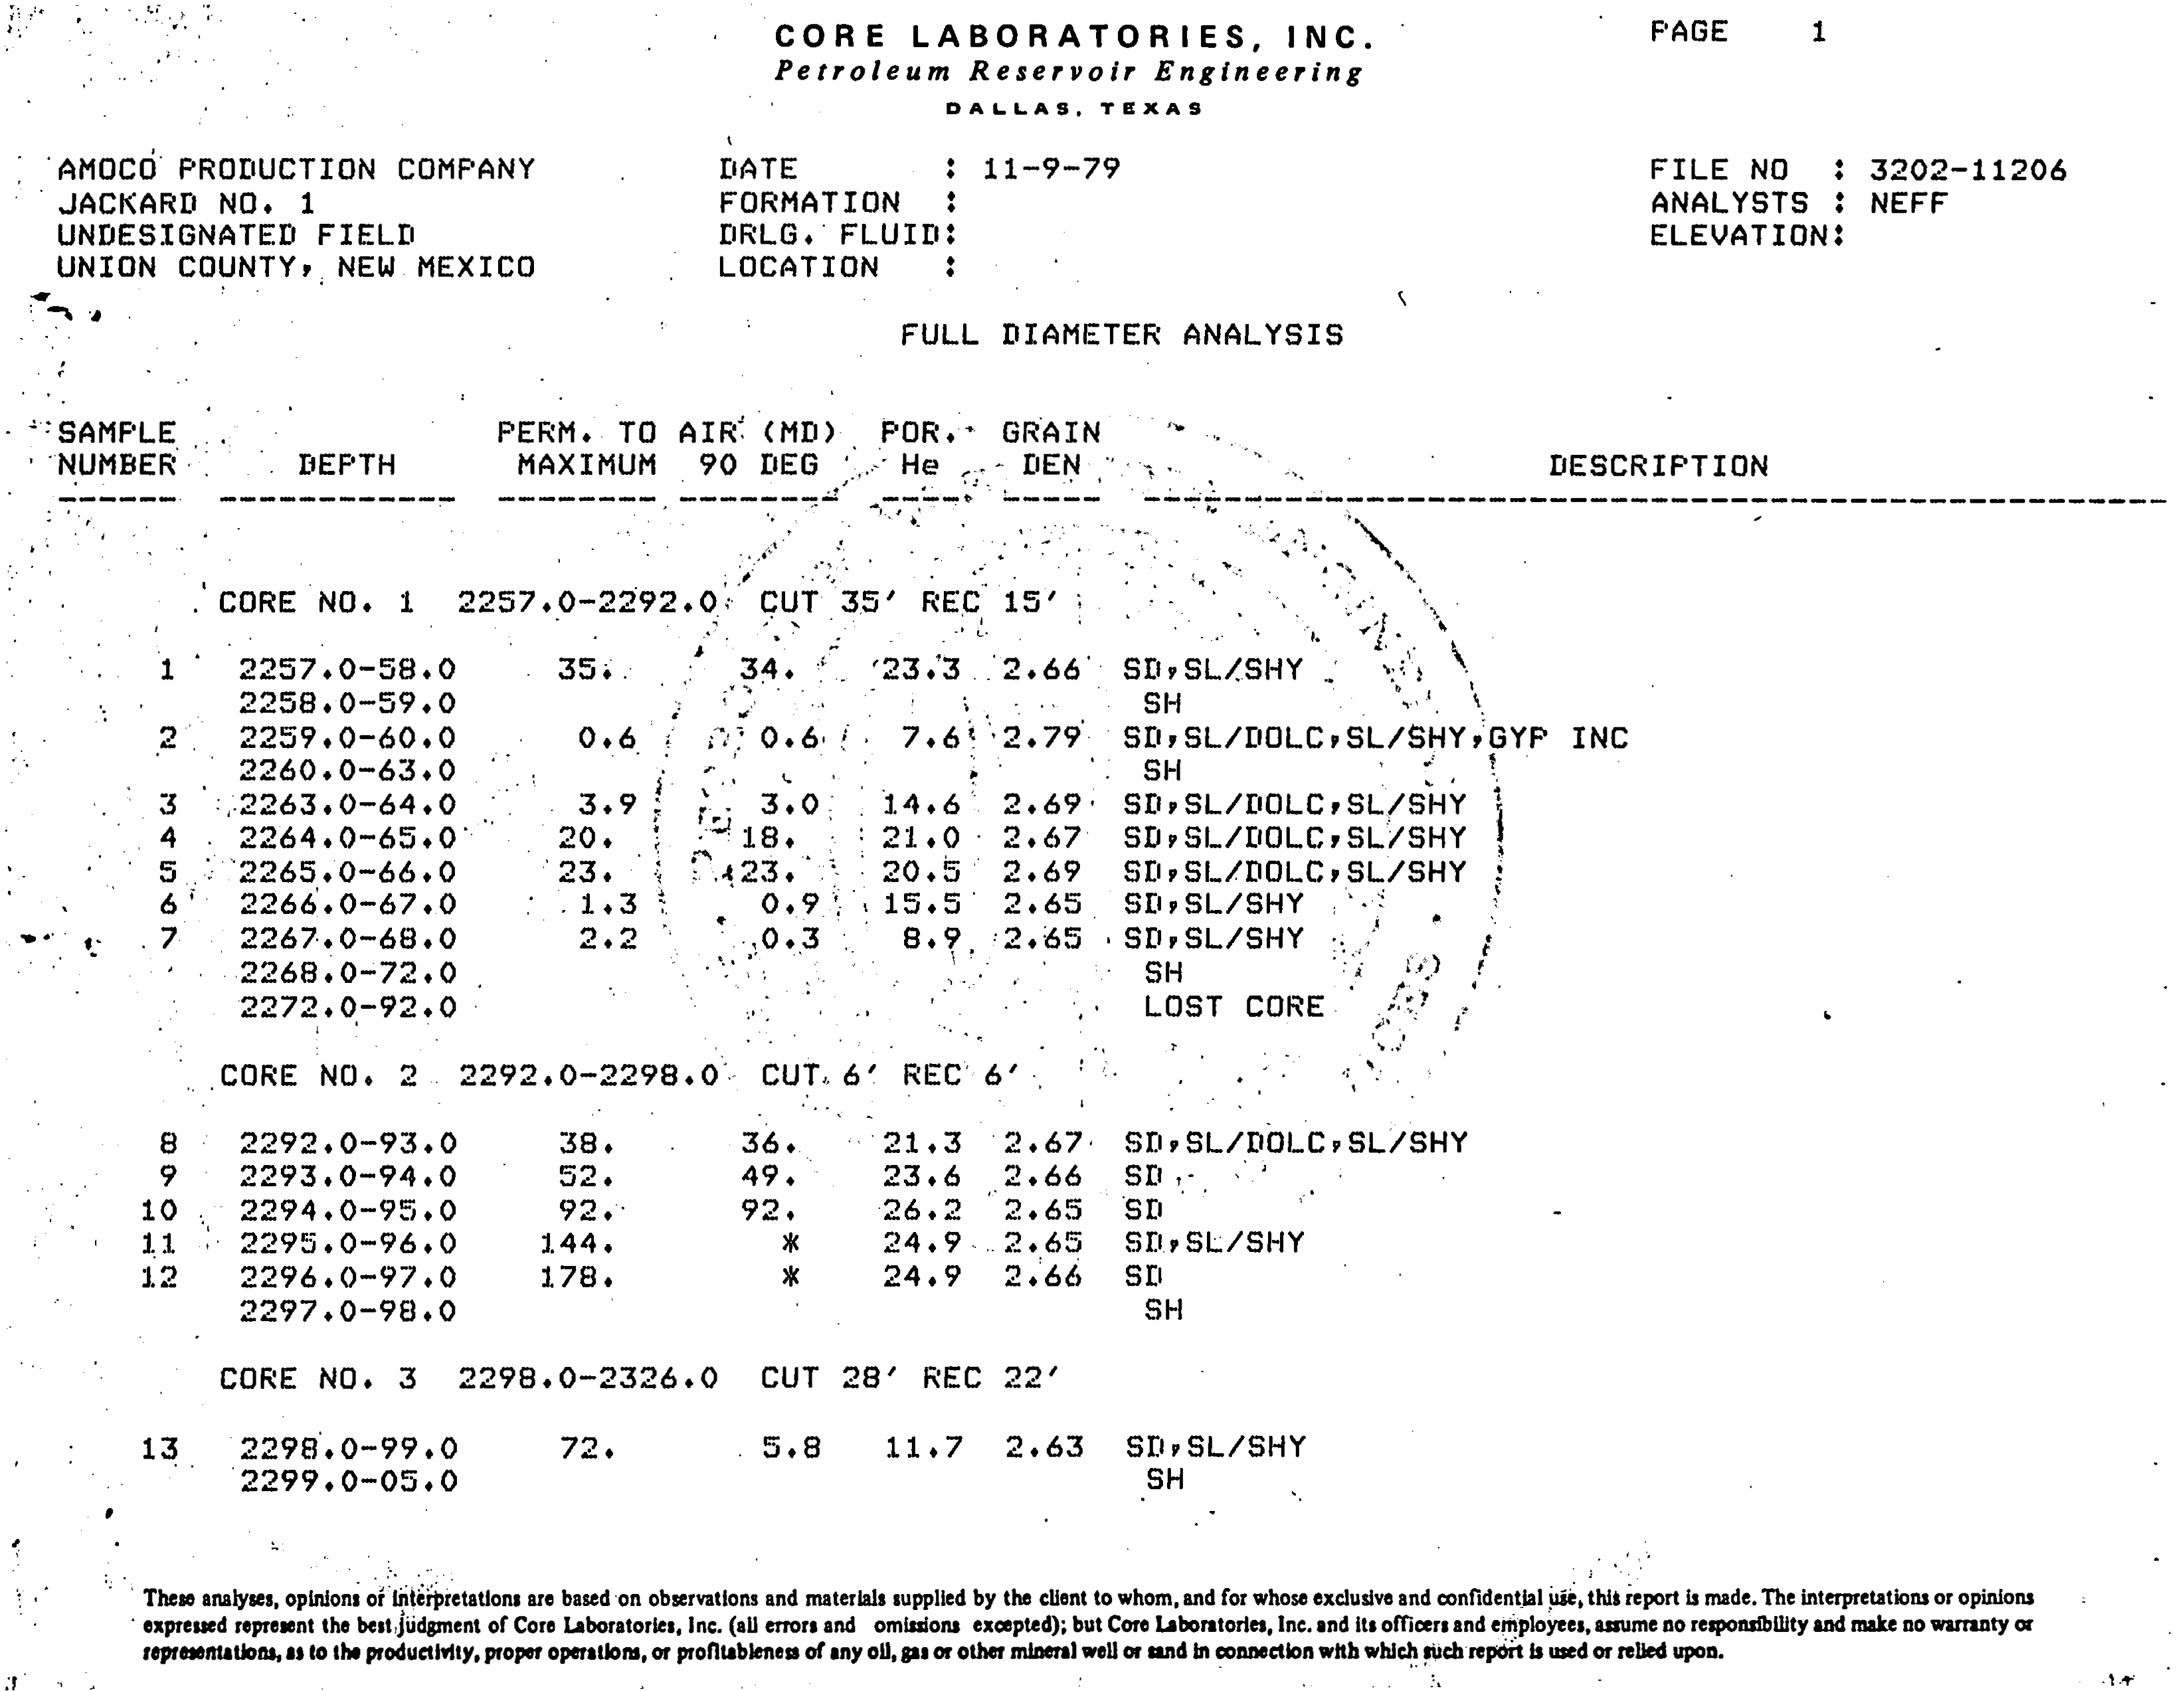 CORE LABORATORIES, INC. PAGE 1
Petroleum Reservoir Engineering
DALLAS, TEXAS
AMOCO PRODUCTION COMPANY DATE : 11-9-79 FILE NO : 3202-11206
JACKARD NO. 1 FORMATION : ANALYSTS : NEFF
UNDESIGNATED FIELD DRLG. FLUID: ELEVATION:
UNION COUNTY, NEW MEXICO LOCATION :
FULL DIAMETER ANALYSIS
SAMPLE PERM. TO AIR (MD) POR. GRAIN
NUMBER DEPTH MAXIMUM 90 DEG He DEN DESCRIPTION
CORE NO. 1 2257.0-2292.0 CUT 35' REC 15'
1 2257.0-58.0 35. 34. 23.3 2.66 SD,SL/SHY
2258.0-59.0 SH
2 2259.0-60.0 0.6 0.6 7.6 2.79 SD,SL/DOLC,SL/SHY,GYP INC
2260.0-63.0 SH
3 2263.0-64.0 3.9 3.0 14.6 2.69 SD,SL/DOLC,SL/SHY
4 2264.0-65.0 20. 18. 21.0 2.67 SD,SL/DOLC,SL/SHY
5 2265.0-66.0 23. 23. 20.5 2.69 SD,SL/DOLC,SL/SHY
6 2266.0-67.0 1.3 0.9 15.5 2.65 SD,SL/SHY
7 2267.0-68.0 2.2 0.3 8.9 2.65 SD,SL/SHY
2268.0-72.0 SH
2272.0-92.0 LOST CORE
CORE NO. 2 2292.0-2298.0 CUT 6' REC 6'
8 2292.0-93.0 38. 36. 21.3 2.67 SD,SL/DOLC,SL/SHY
9 2293.0-94.0 52. 49. 23.6 2.66 SD
10 2294.0-95.0 92. 92. 26.2 2.65 SD
11 2295.0-96.0 144. * 24.9 2.65 SD,SL/SHY
12 2296.0-97.0 178. * 24.9 2.66 SD
2297.0-98.0 SH
CORE NO. 3 2298.0-2326.0 CUT 28' REC 22'
13 2298.0-99.0 72. 5.8 11.7 2.63 SD,SL/SHY
2299.0-05.0 SH
These analyses, opinions or interpretations are based on observations and materials supplied by the client to whom, and for whose exclusive and confidential use, this report is made. The interpretations or opinions
expressed represent the best judgment of Core Laboratories, Inc. (all errors and omissions excepted); but Core Laboratories, Inc. and its officers and employees, assume no responsibility and make no warranty or
representations, as to the productivity, proper operations, or profitableness of any oil, gas or other mineral well or sand in connection with which such report is used or relied upon.